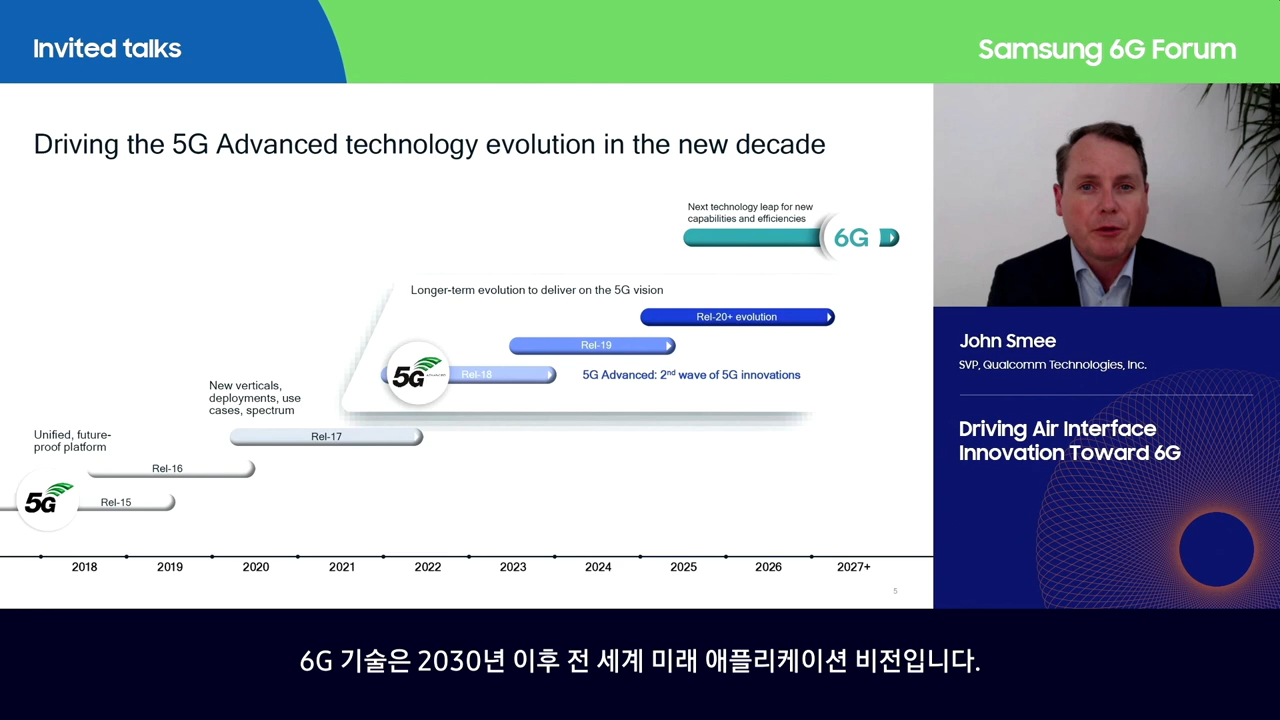 Invited talks
Samsung 6G Forum
Driving the 5G Advanced technology evolution in the new decade
Next technology leap for new
capabilities and efficiencies
6G
Longer-term evolution to deliver on the 5G vision
Rel-20+ evolution
Rel-19
5G ADVANCED
Rel-18
5G Advanced: 2nd wave of 5G innovations
New verticals,
deployments, use
cases, spectrum
Rel-17
Unified, future-
proof platform
Rel-16
5G
Rel-15
2018 2019 2020 2021 2022 2023 2024 2025 2026 2027+
5
John Smee
SVP, Qualcomm Technologies, Inc.
Driving Air Interface
Innovation Toward 6G
6G 기술은 2030년 이후 전 세계 미래 애플리케이션 비전입니다.